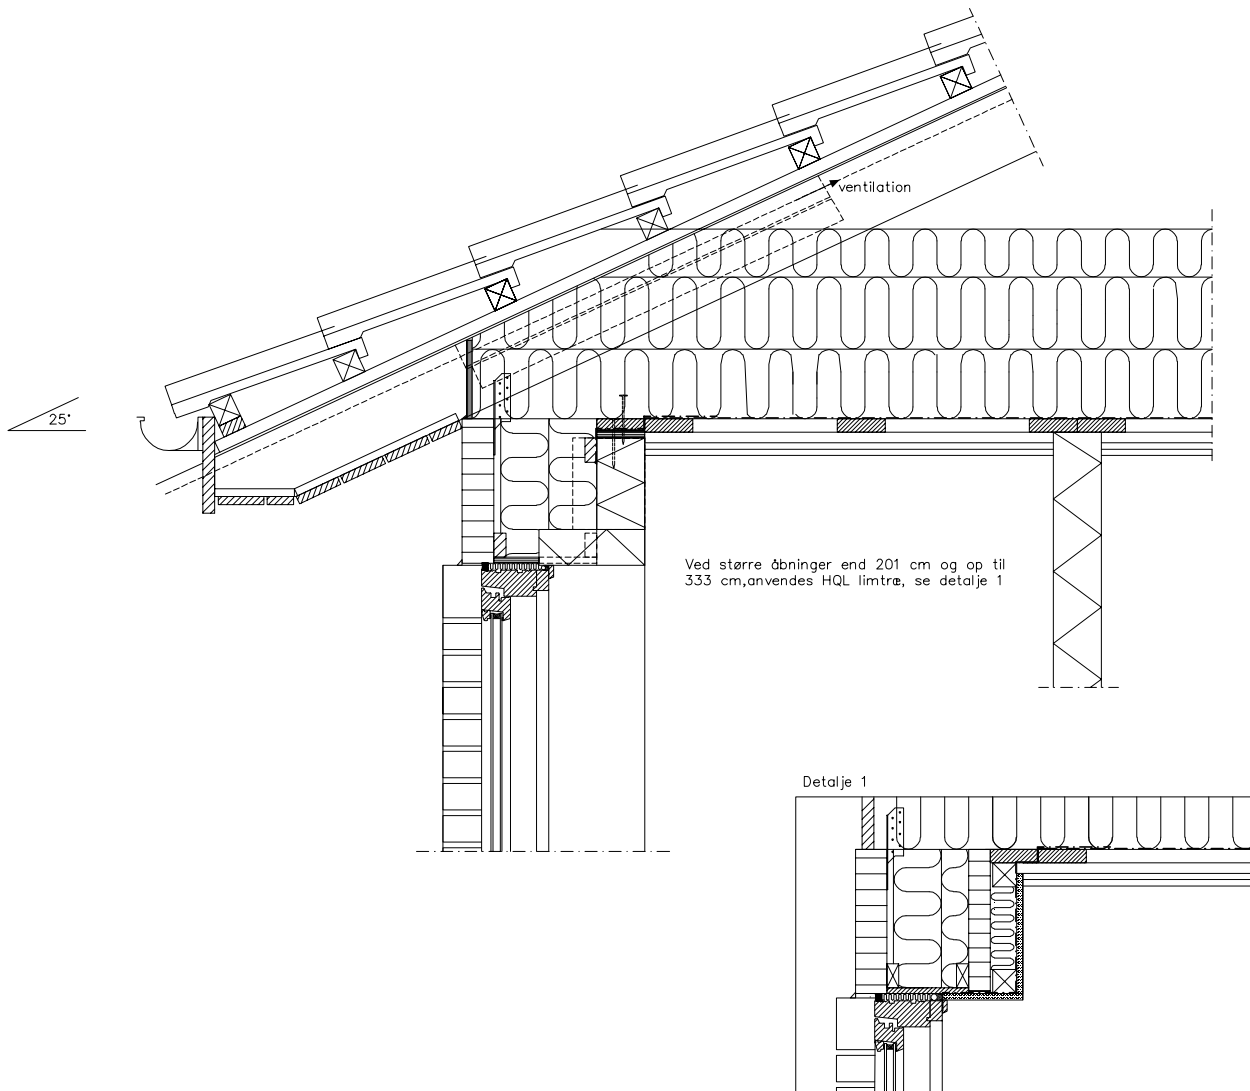 ventilation
25°
Ved større åbninger end 201 cm og op til
333 cm,anvendes HQL limtræ, se detalje 1
Detalje 1